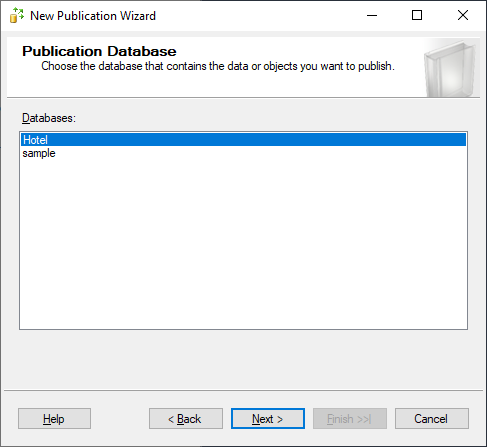 New Publication Wizard
Publication Database
Choose the database that contains the data or objects you want to publish.
Databases:
Hotel
sample
Help
< Back
Next >
Finish >>|
Cancel